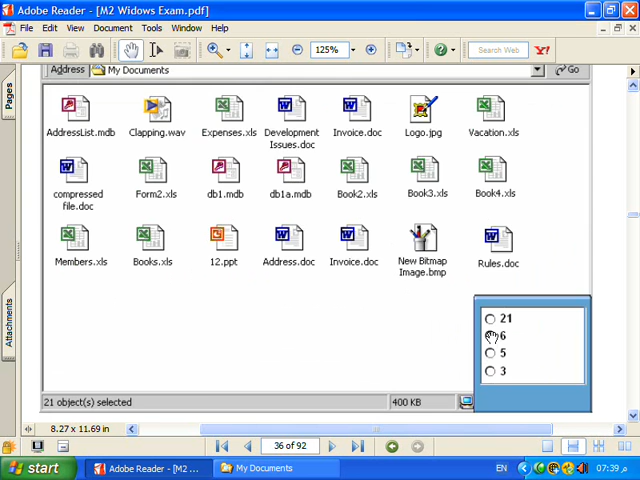 Adobe Reader - [M2 Widows Exam.pdf]
File Edit View Document Tools Window Help
125%
Search Web
Y!
Pages
Attachments
Address My Documents Go
AddressList.mdb Clapping.wav Expenses.xls Development Issues.doc Invoice.doc Logo.jpg Vacation.xls
compressed file.doc Form2.xls db1.mdb db1a.mdb Book2.xls Book3.xls Book4.xls
Members.xls Books.xls 12.ppt Address.doc Invoice.doc New Bitmap Image.bmp Rules.doc
21
6
5
3
21 object(s) selected 400 KB
8.27 x 11.69 in
36 of 92
start Adobe Reader - [M2 ... My Documents EN 07:39 م